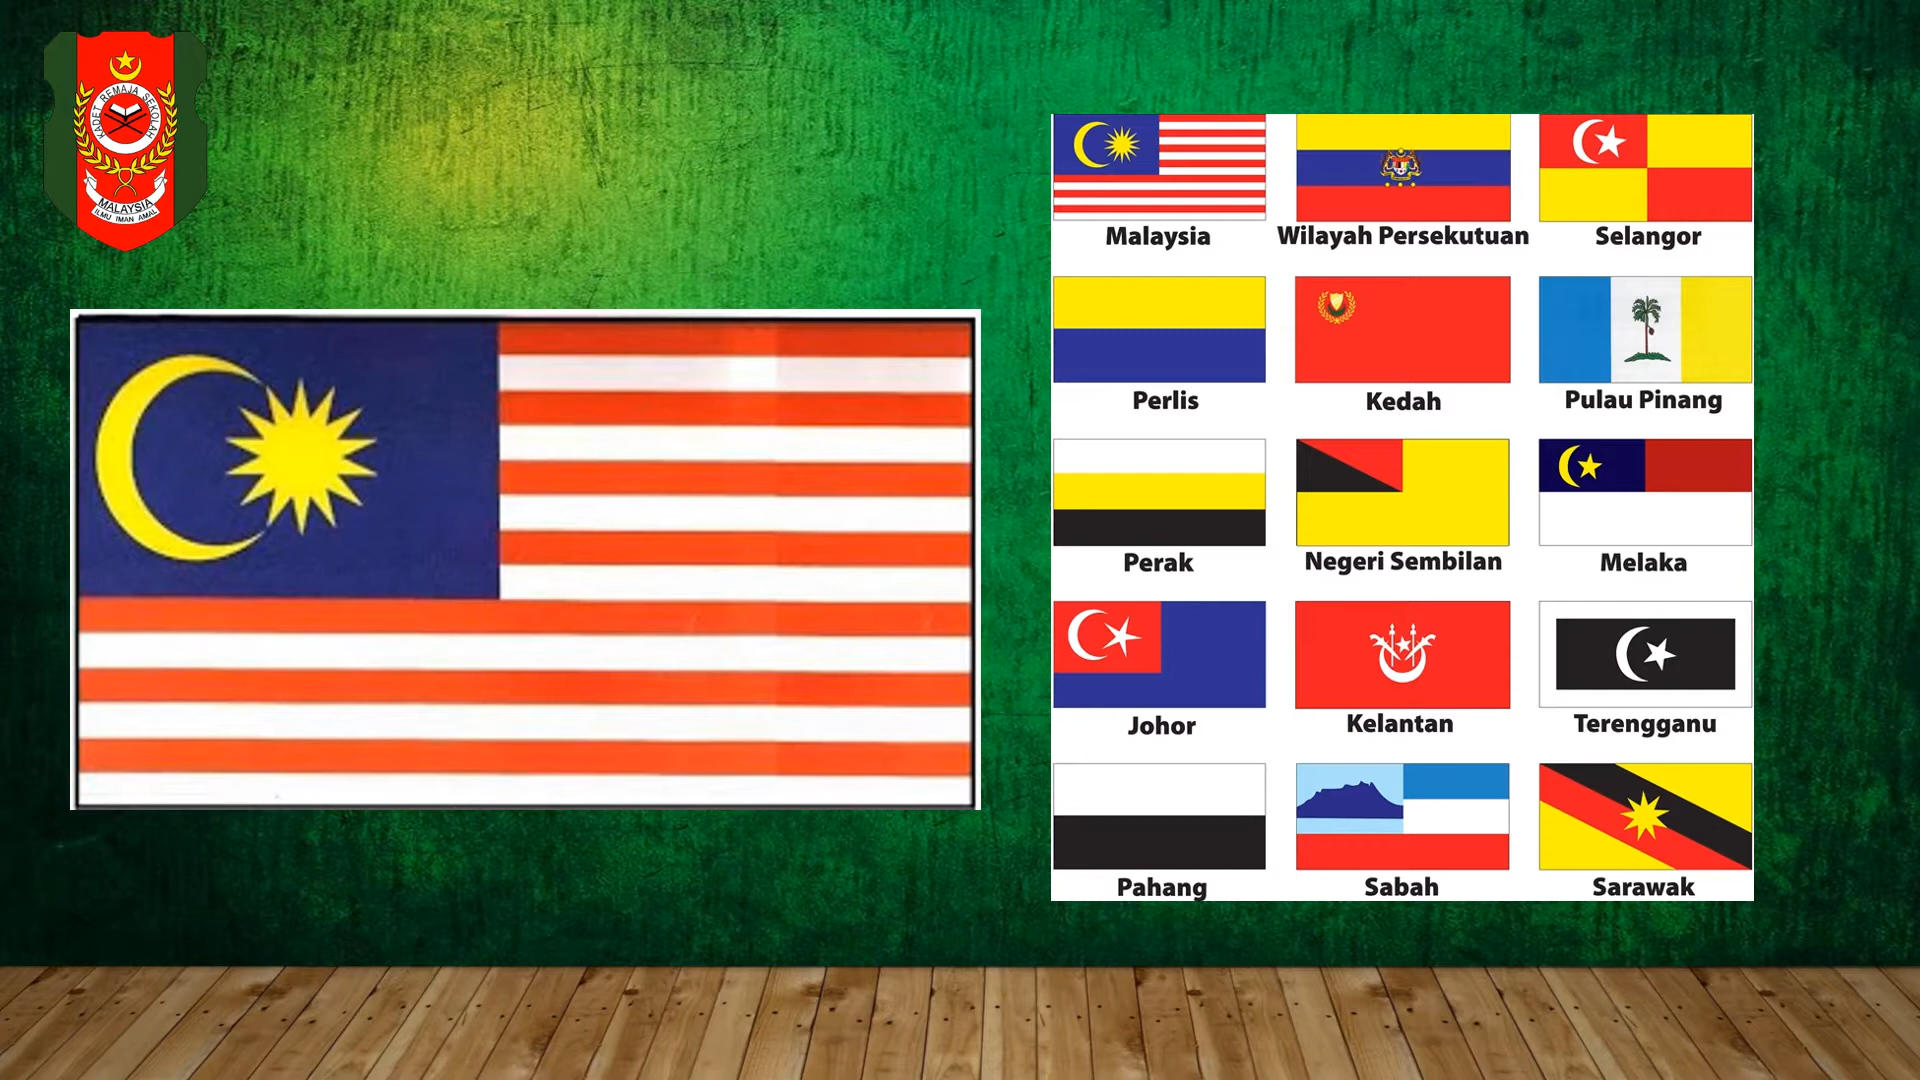 KADET REMAJA SEKOLAH
MALAYSIA
ILMU IMAN AMAL
Malaysia
Wilayah Persekutuan
Selangor
Perlis
Kedah
Pulau Pinang
Perak
Negeri Sembilan
Melaka
Johor
Kelantan
Terengganu
Pahang
Sabah
Sarawak